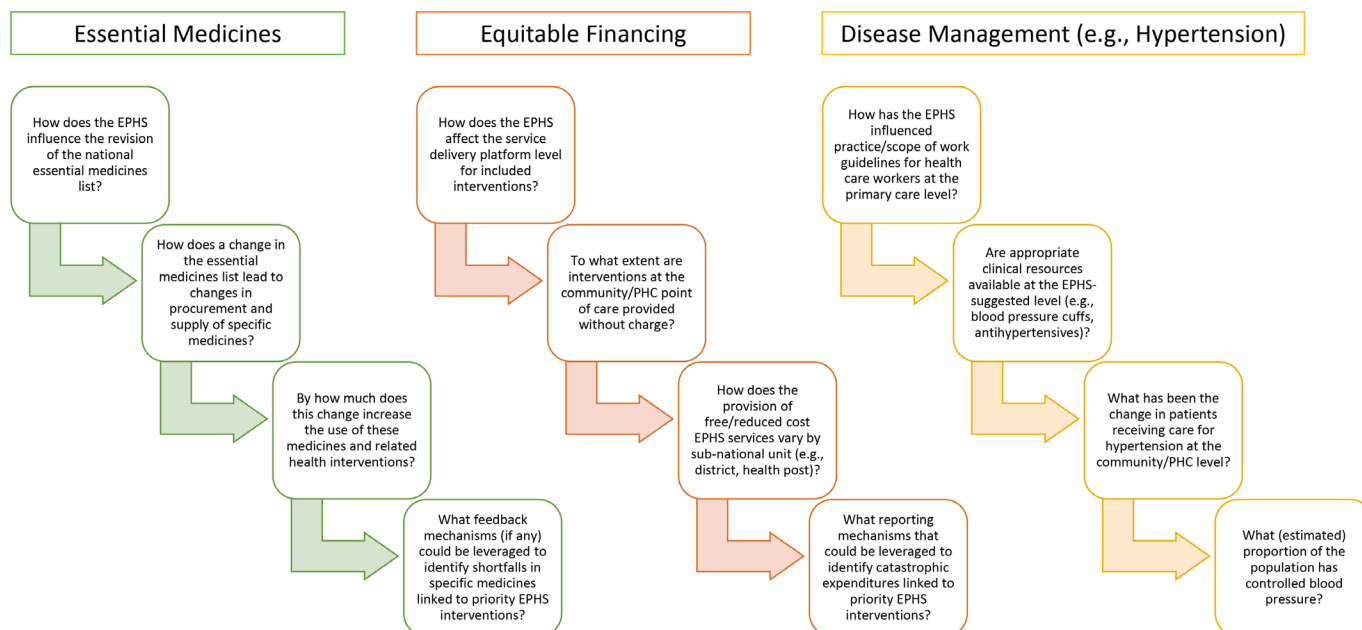 Essential Medicines
How does the EPHS
influence the revision
of the national
essential medicines
list?
How does a change in
the essential
medicines list lead to
changes in
procurement and
supply of specific
medicines?
By how much does
this change increase
the use of these
medicines and related
health interventions?
What feedback
mechanisms (if any)
could be leveraged to
identify shortfalls in
specific medicines
linked to priority EPHS
interventions?
Equitable Financing
How does the EPHS
affect the service
delivery platform level
for included
interventions?
To what extent are
interventions at the
community/PHC point
of care provided
without charge?
How does the
provision of
free/reduced cost
EPHS services vary by
sub-national unit (e.g.,
district, health post)?
What reporting
mechanisms that
could be leveraged to
identify catastrophic
expenditures linked to
priority EPHS
interventions?
Disease Management (e.g., Hypertension)
How has the EPHS
influenced
practice/scope of work
guidelines for health
care workers at the
primary care level?
Are appropriate
clinical resources
available at the EPHS-
suggested level (e.g.,
blood pressure cuffs,
antihypertensives)?
What has been the
change in patients
receiving care for
hypertension at the
community/PHC level?
What (estimated)
proportion of the
population has
controlled blood
pressure?